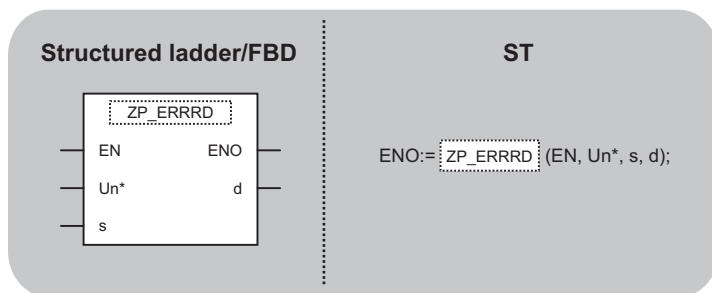 Structured ladder/FBD
ZP_ERRRD
EN ENO
Un* d
s
ST
ENO:= ZP_ERRRD (EN, Un*, s, d);